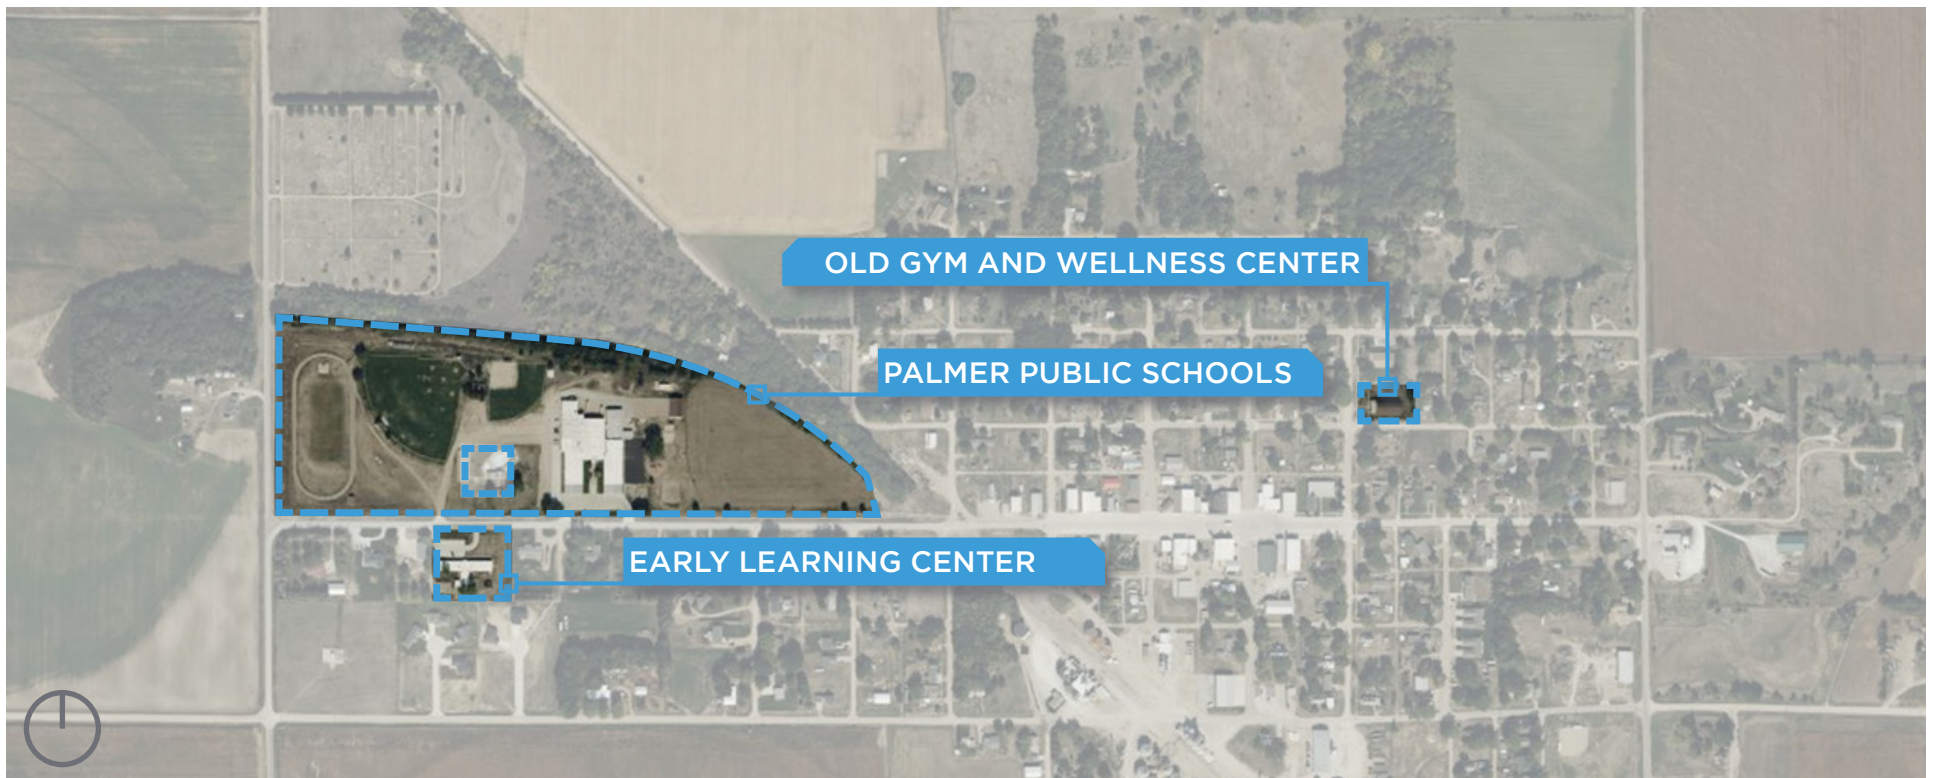 OLD GYM AND WELLNESS CENTER
PALMER PUBLIC SCHOOLS
EARLY LEARNING CENTER